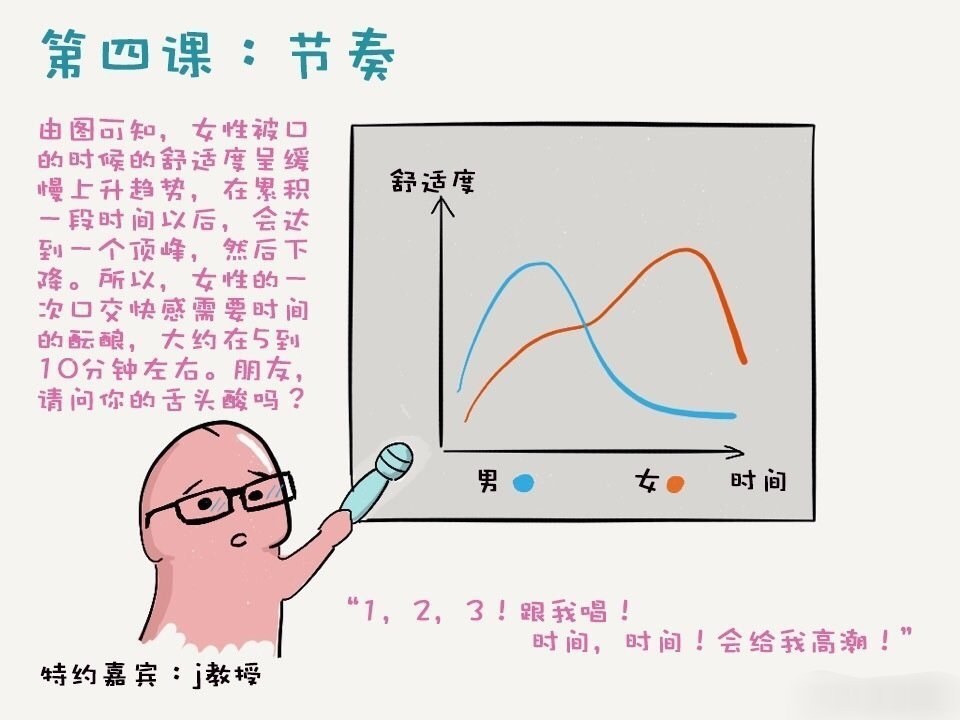 第四课：节奏
由图可知，女性被口
的时候的舒适度呈缓
慢上升趋势，在累积
一段时间以后，会达
到一个顶峰，然后下
降。所以，女性的一
次口交快感需要时间
的酝酿，大约在5到
10分钟左右。朋友，
请问你的舌头酸吗？
舒适度
男
女
时间
“1，2，3！跟我唱！
时间，时间！会给我高潮！”
特约嘉宾：j教授